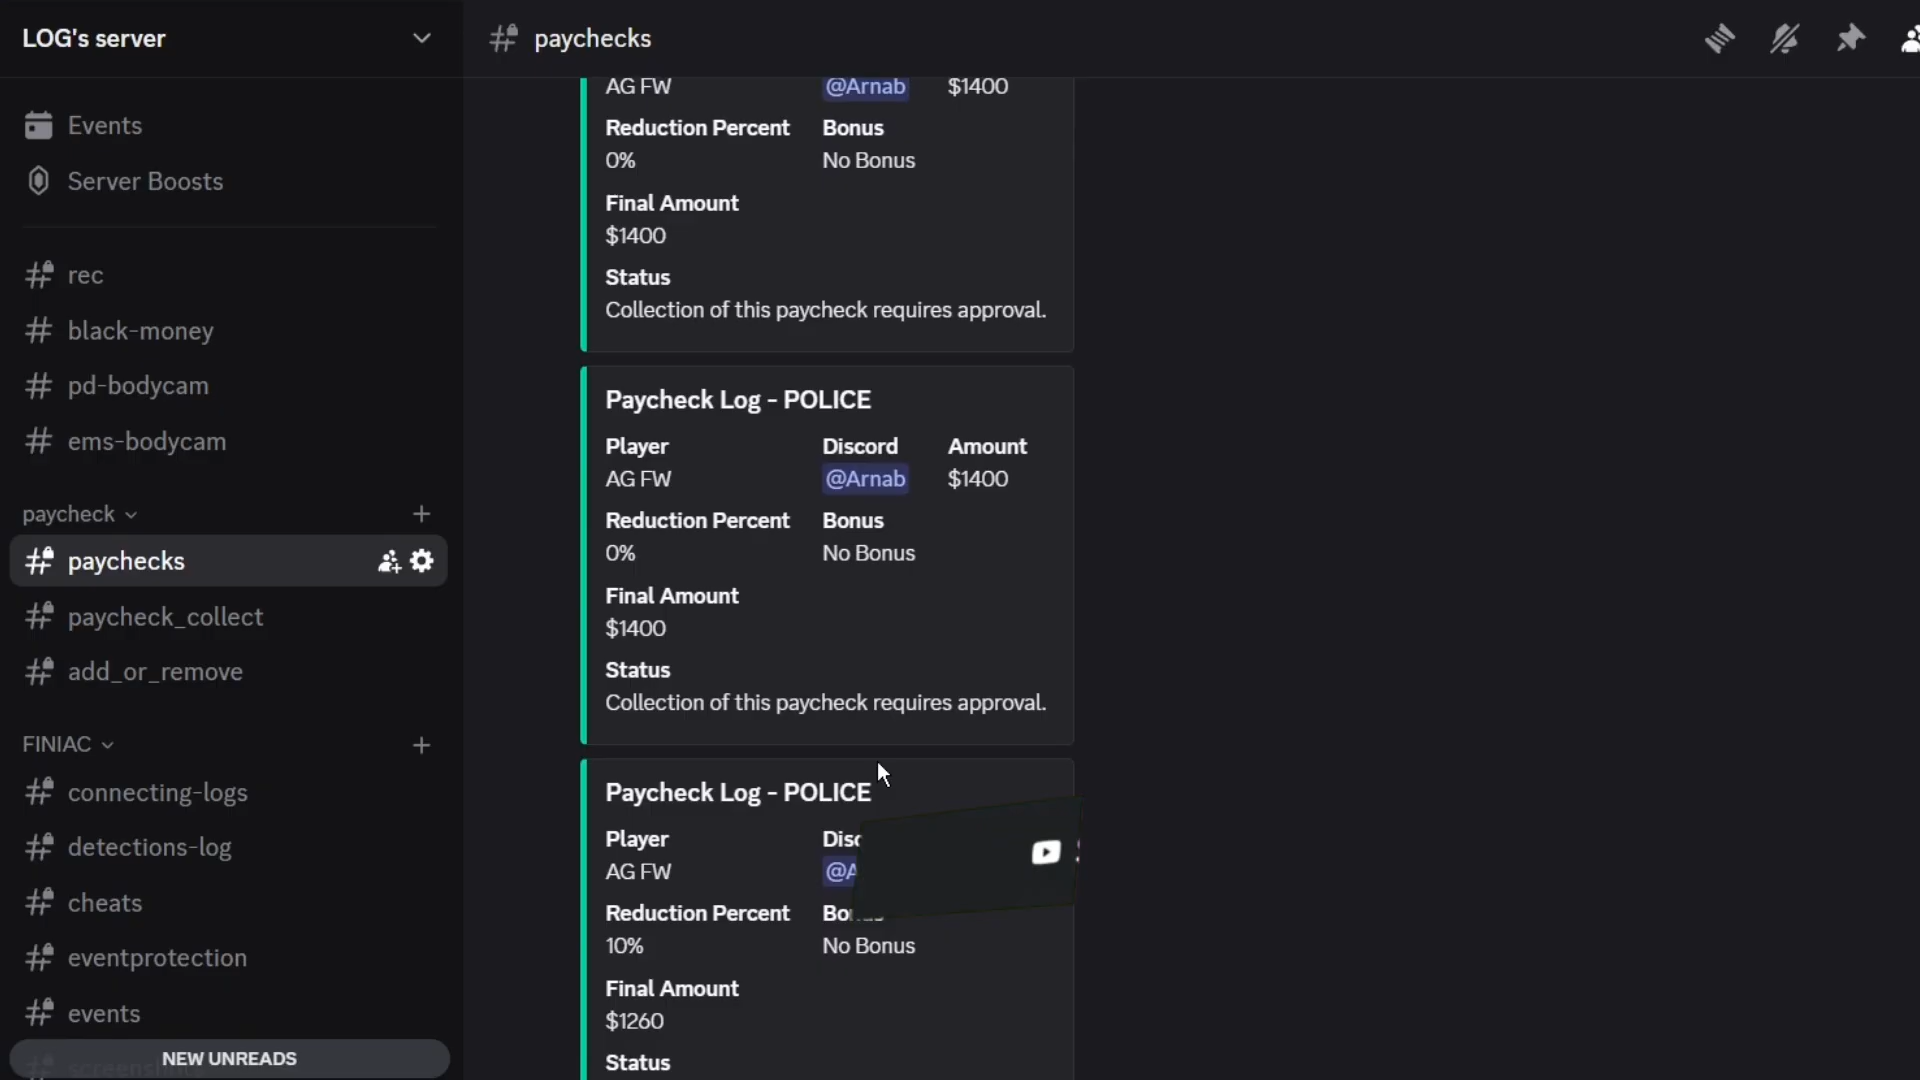 LOG's server
Events
Server Boosts
rec
black-money
pd-bodycam
ems-bodycam
paycheck
paychecks
paycheck_collect
add_or_remove
FINIAC
connecting-logs
detections-log
cheats
eventprotection
events
NEW UNREADS
paychecks
AG FW @Arnab $1400
Reduction Percent Bonus
0% No Bonus
Final Amount
$1400
Status
Collection of this paycheck requires approval.
Paycheck Log - POLICE
Player Discord Amount
AG FW @Arnab $1400
Reduction Percent Bonus
0% No Bonus
Final Amount
$1400
Status
Collection of this paycheck requires approval.
Paycheck Log - POLICE
Player
AG FW
Reduction Percent
10% No Bonus
Final Amount
$1260
Status